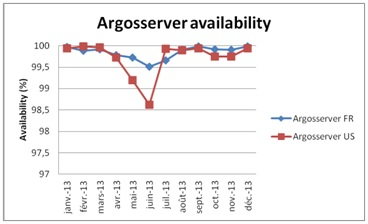 Argosserver availability
Availability (%)
100
99,5
99
98,5
98
97,5
97
janv.-13
févr.-13
mars-13
avr.-13
mai-13
juin-13
juil.-13
août-13
sept.-13
oct.-13
nov.-13
déc.-13
Argosserver FR
Argosserver US